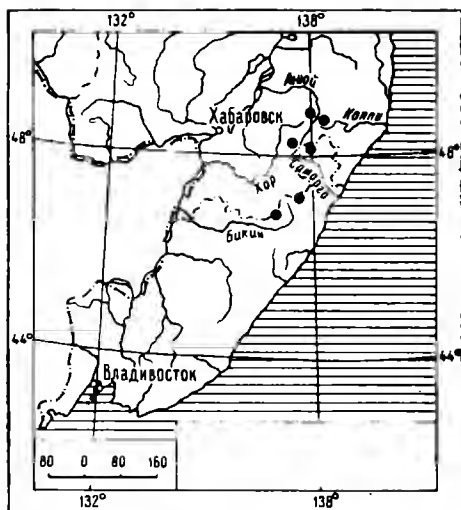 132° 138°
Анюй
Коппи
Хабаровск
48° 48°
Самарга
Хор
Бикин
44° 44°
Владивосток
80 0 80 160
132° 138°